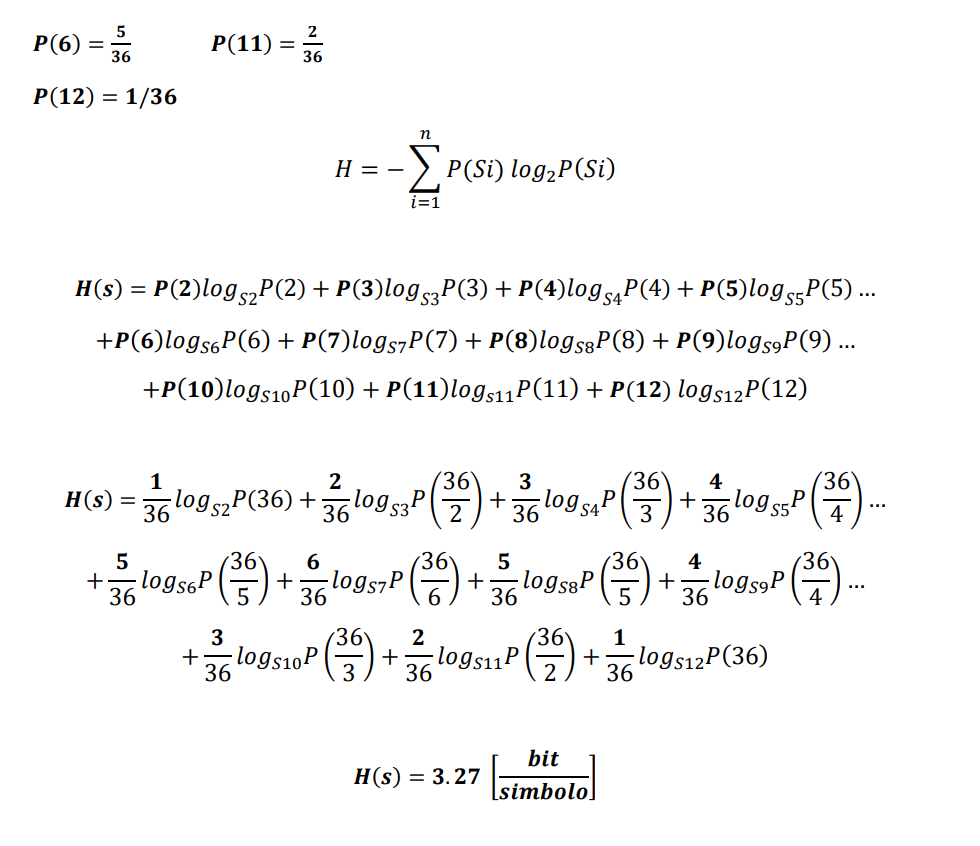 P(6) = 5/36 P(11) = 2/36
P(12) = 1/36
H = −∑_{i=1}^{n} P(Si) log₂P(Si)
H(s) = P(2)log_{S2}P(2) + P(3)log_{S3}P(3) + P(4)log_{S4}P(4) + P(5)log_{S5}P(5) …
+P(6)log_{S6}P(6) + P(7)log_{S7}P(7) + P(8)log_{S8}P(8) + P(9)log_{S9}P(9) …
+P(10)log_{S10}P(10) + P(11)log_{s11}P(11) + P(12) log_{S12}P(12)
H(s) = 1/36 log_{S2}P(36) + 2/36 log_{S3}P(36/2) + 3/36 log_{S4}P(36/3) + 4/36 log_{S5}P(36/4) …
+ 5/36 log_{S6}P(36/5) + 6/36 log_{S7}P(36/6) + 5/36 log_{S8}P(36/5) + 4/36 log_{S9}P(36/4) …
+ 3/36 log_{S10}P(36/3) + 2/36 log_{S11}P(36/2) + 1/36 log_{S12}P(36)
H(s) = 3.27 [bit/simbolo]